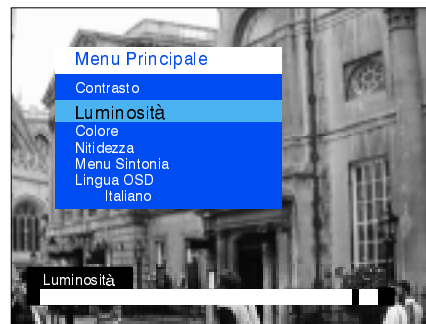 Menu Principale
Contrasto
Luminosità
Colore
Nitidezza
Menu Sintonia
Lingua OSD
Italiano
Luminosità